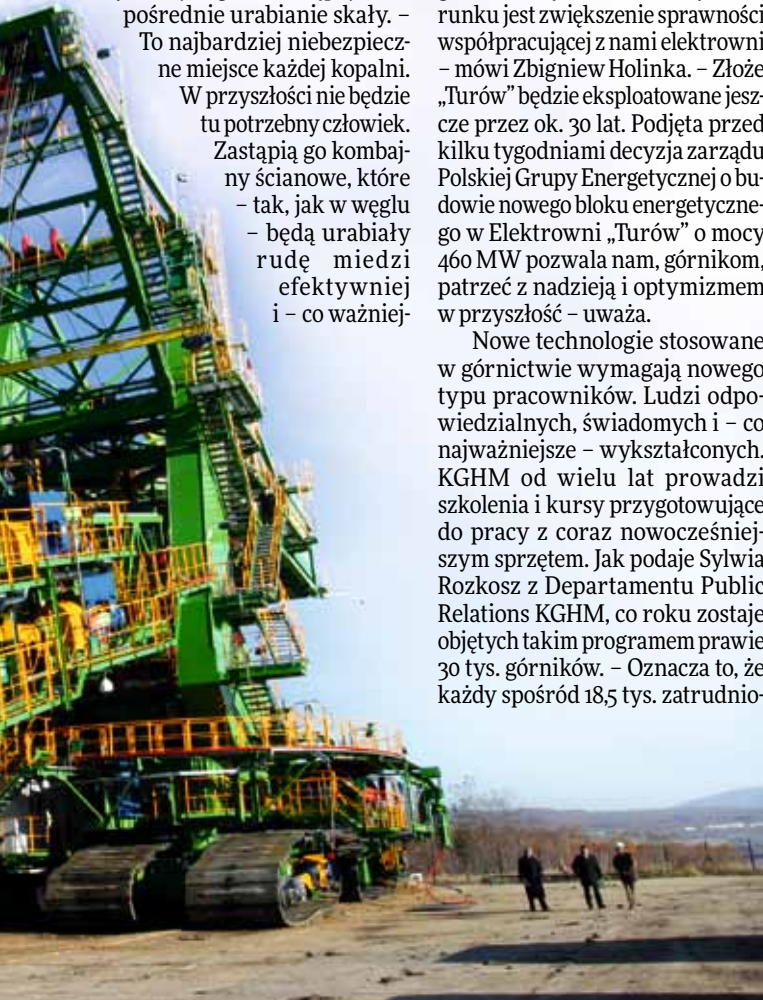 pośrednie urabianie skały. –
To najbardziej niebezpiecz-
ne miejsce każdej kopalni.
W przyszłości nie będzie
tu potrzebny człowiek.
Zastąpią go kombaj-
ny ścianowe, które
– tak, jak w węglu
– będą urabiały
rudę miedzi
efektywniej
i – co ważniej-
runku jest zwiększenie sprawności
współpracującej z nami elektrowni
– mówi Zbigniew Holinka. – Złoże
„Turów” będzie eksploatowane jesz-
cze przez ok. 30 lat. Podjęta przed
kilku tygodniami decyzja zarządu
Polskiej Grupy Energetycznej o bu-
dowie nowego bloku energetyczne-
go w Elektrowni „Turów” o mocy
460 MW pozwala nam, górnikom,
patrzeć z nadzieją i optymizmem
w przyszłość – uważa.
Nowe technologie stosowane
w górnictwie wymagają nowego
typu pracowników. Ludzi odpo-
wiedzialnych, świadomych i – co
najważniejsze – wykształconych.
KGHM od wielu lat prowadzi
szkolenia i kursy przygotowujące
do pracy z coraz nowocześniej-
szym sprzętem. Jak podaje Sylwia
Rozkosz z Departamentu Public
Relations KGHM, co roku zostaje
objętych takim programem prawie
30 tys. górników. – Oznacza to, że
każdy spośród 18,5 tys. zatrudnio-